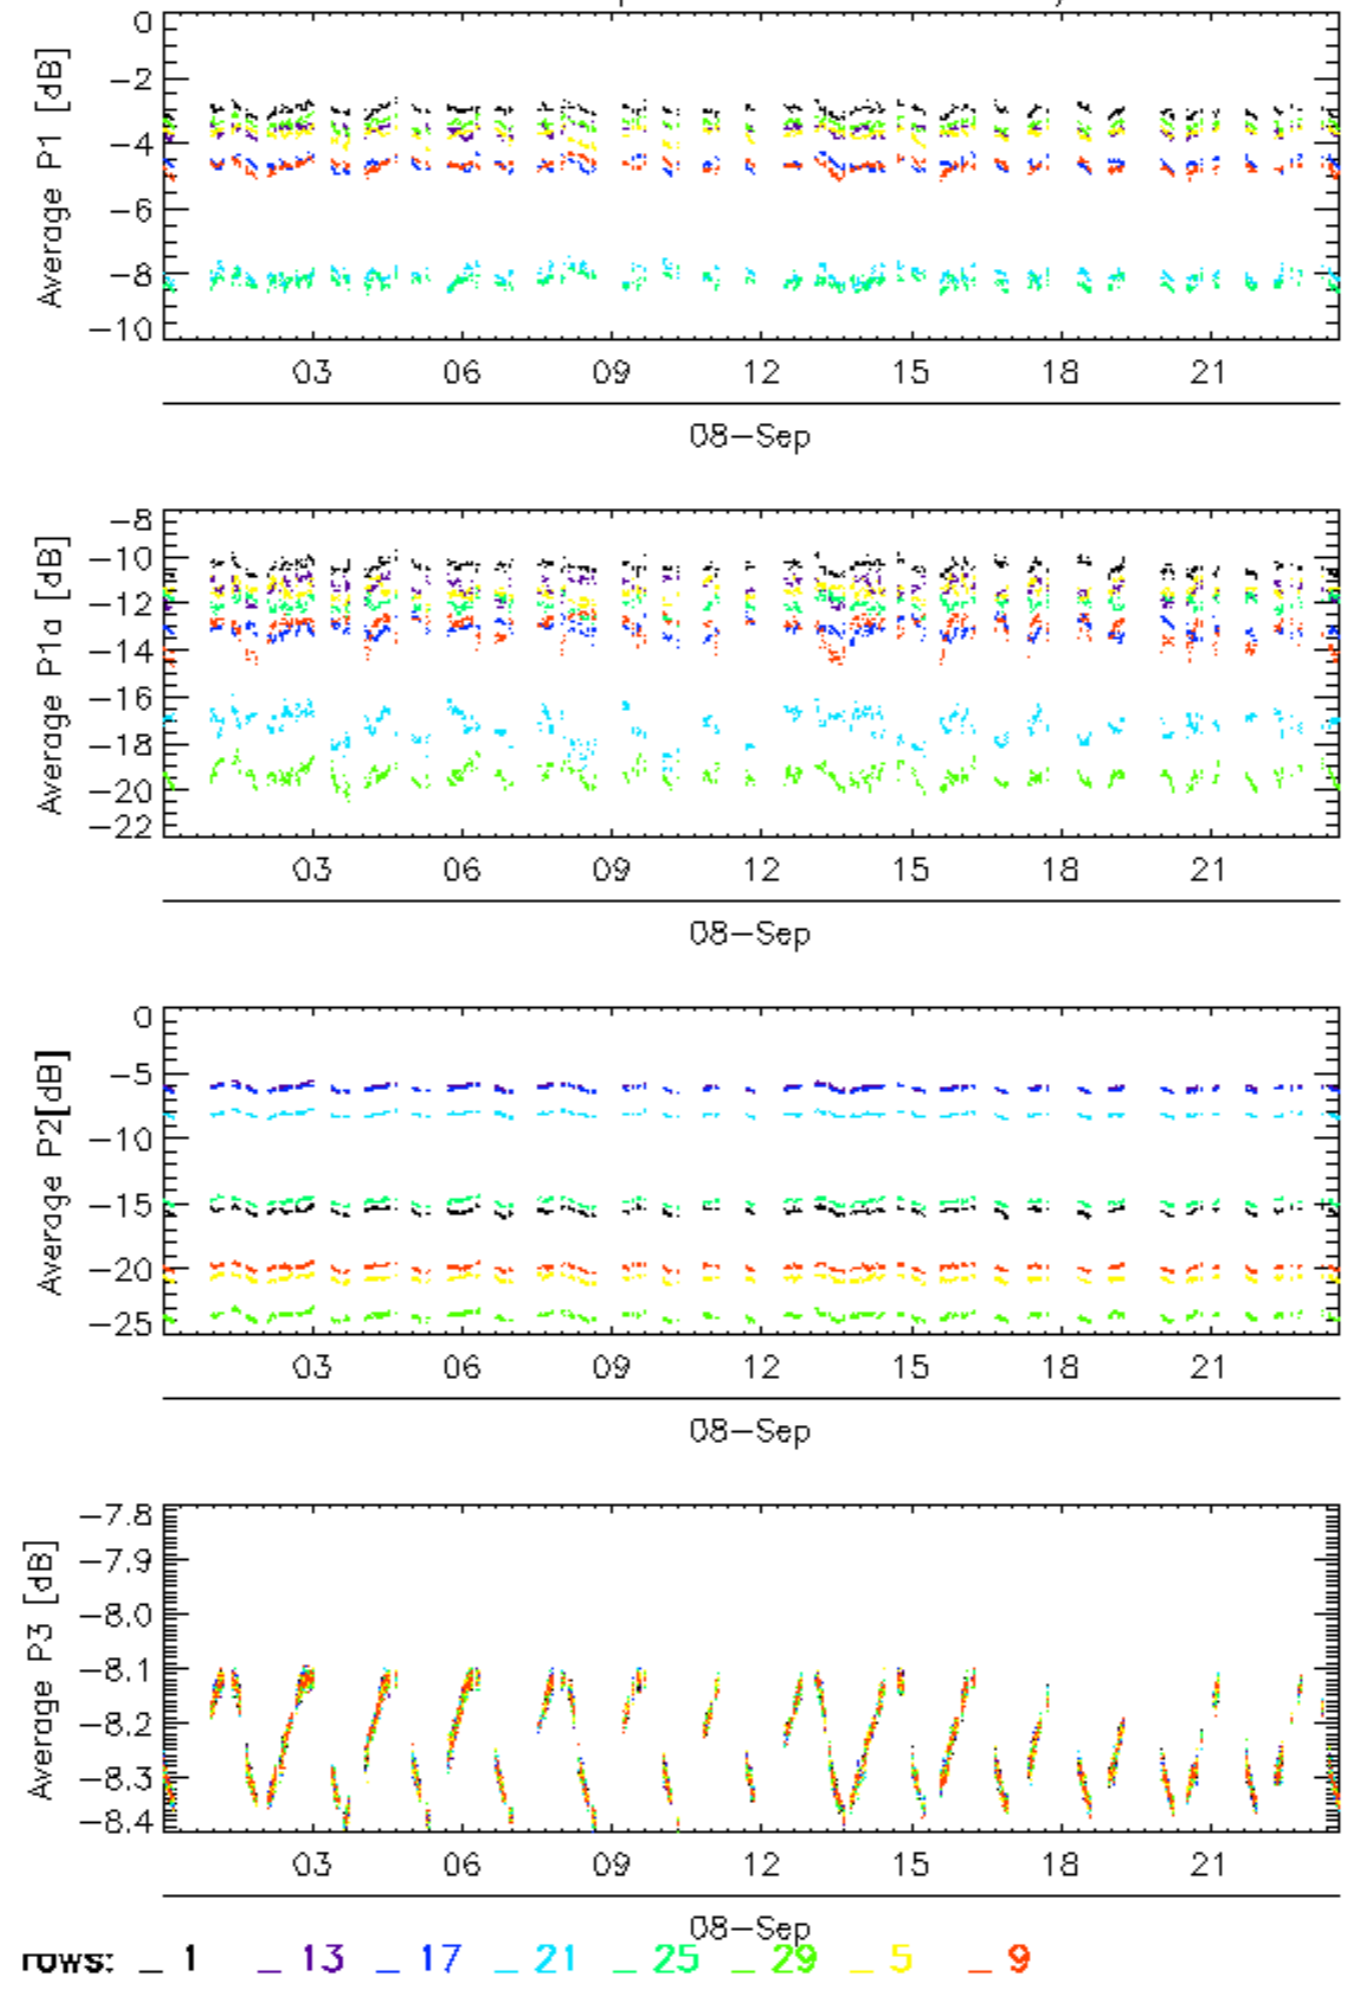 Average P1 [dB]
0
−2
−4
−6
−8
−10
03 06 09 12 15 18 21
08−Sep
Average P1a [dB]
−8
−10
−12
−14
−16
−18
−20
−22
03 06 09 12 15 18 21
08−Sep
Average P2[dB]
0
−5
−10
−15
−20
−25
03 06 09 12 15 18 21
08−Sep
Average P3 [dB]
−7.8
−7.9
−8.0
−8.1
−8.2
−8.3
−8.4
03 06 09 12 15 18 21
08−Sep
rows: _ 1 _ 13 _ 17 _ 21 _ 25 _ 29 _ 5 _ 9